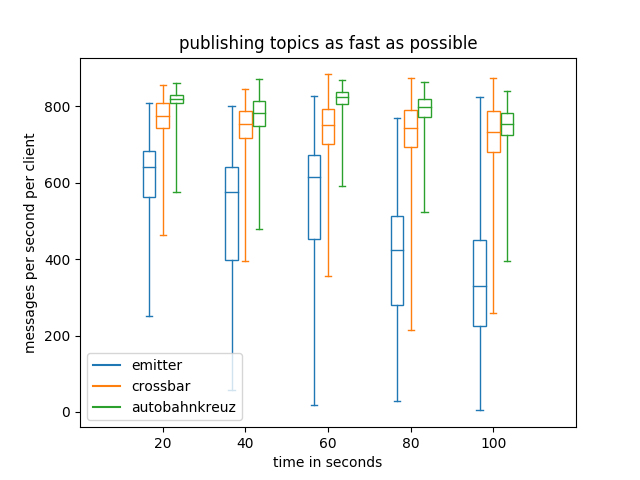 publishing topics as fast as possible
messages per second per client
800
600
400
200
0
emitter
crossbar
autobahnkreuz
20 40 60 80 100
time in seconds